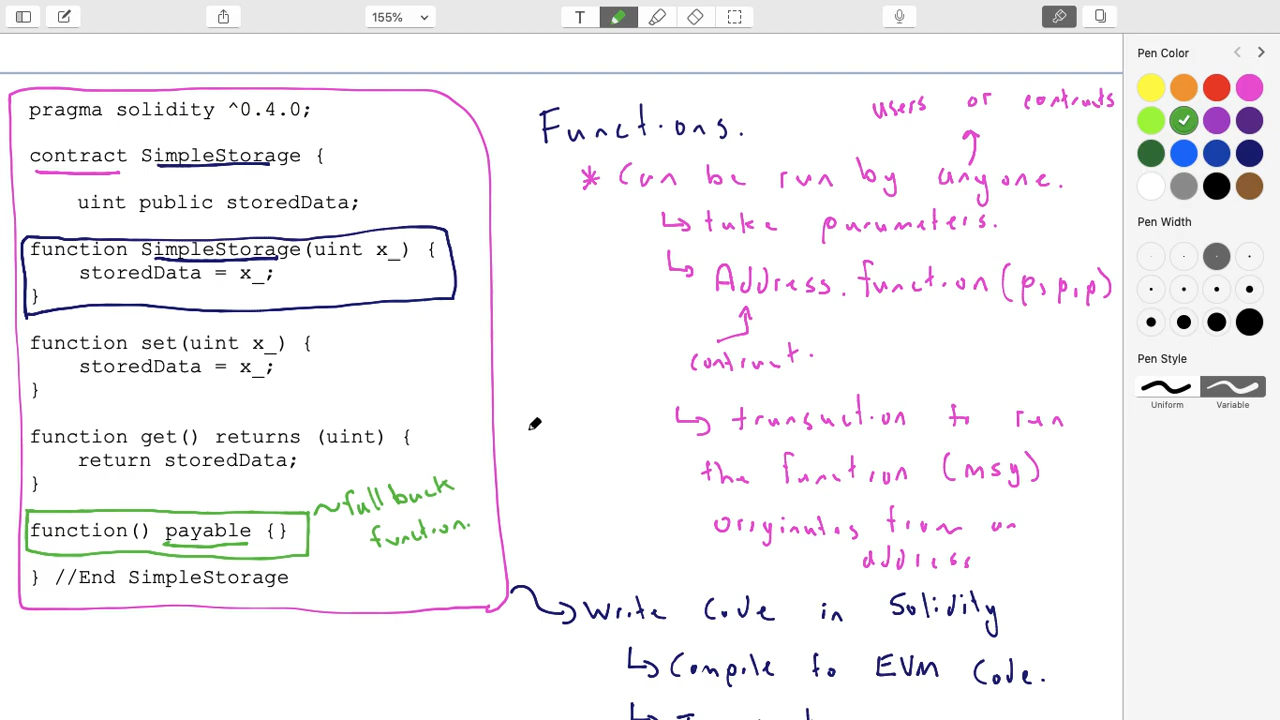 155%
T
pragma solidity ^0.4.0;
contract SimpleStorage {
uint public storedData;
function SimpleStorage(uint x_) {
storedData = x_;
}
function set(uint x_) {
storedData = x_;
}
function get() returns (uint) {
return storedData;
}
function() payable {}
} //End SimpleStorage
~fallback
function.
Functions.
users or contracts
* Can be run by anyone.
↳ take parameters.
↳ Address.function(p,p,p)
contract.
↳ transaction to run
the function (msg)
originates from an
address
Write Code in Solidity
↳ Compile to EVM Code.
Pen Color
Pen Width
Pen Style
Uniform
Variable